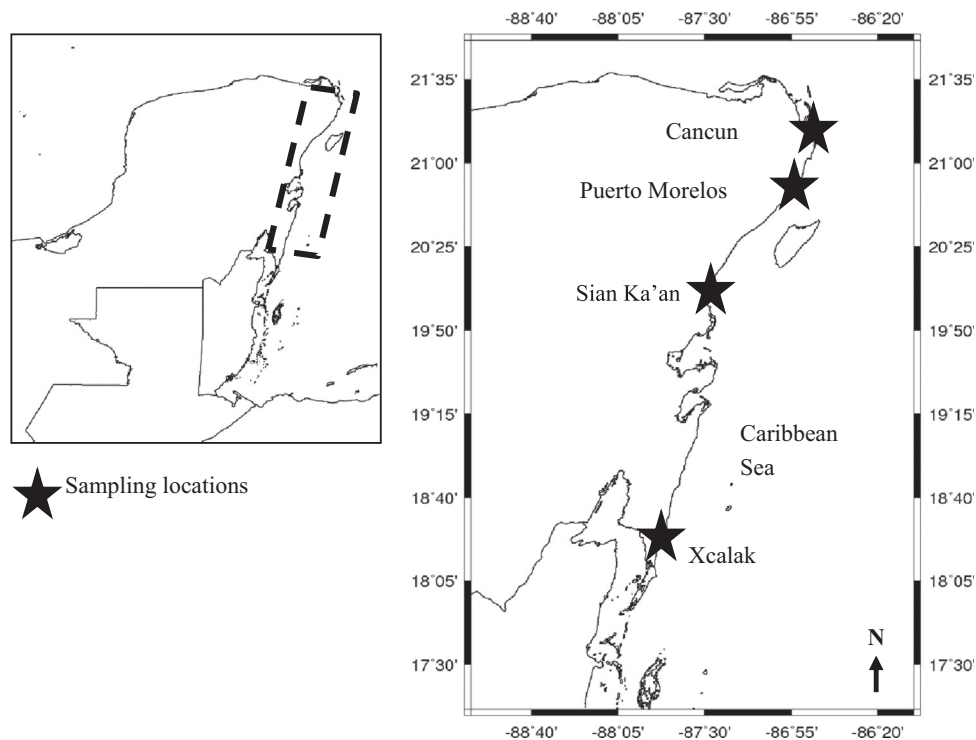 -88°40' -88°05' -87°30' -86°55' -86°20'
21°35' 21°35'
Cancun
21°00' 21°00'
Puerto Morelos
20°25' 20°25'
Sian Ka’an
19°50' 19°50'
19°15' 19°15'
Caribbean
Sea
Sampling locations
18°40' 18°40'
Xcalak
18°05' 18°05'
N
17°30' 17°30'
-88°40' -88°05' -87°30' -86°55' -86°20'